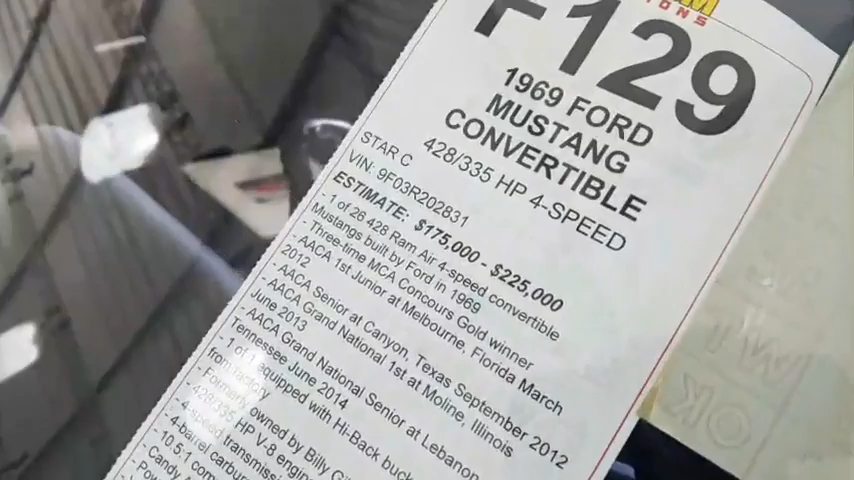 F129
1969 FORD
MUSTANG
CONVERTIBLE
428/335 HP, 4-SPEED
STAR C
VIN: 9F03R202831
ESTIMATE: $175,000 - $225,000
- 1 of 26 428 Ram Air 4-speed convertible
Mustangs built by Ford in 1969
- Three-time MCA Concours Gold winner
- AACA 1st Junior at Melbourne, Florida March
2012
- AACA Senior at Canyon, Texas September 2012
- AACA Grand National 1st at Moline, Illinois
June 2013
- AACA Grand National Senior at Lebanon
Tennessee June 2014
- 1 of equipped with Hi-Back
from factory
- Formerly owned by Billy
- 428/335 HP V-8
- 4-speed
- 4-barrel
- 10.5:1
- Candy